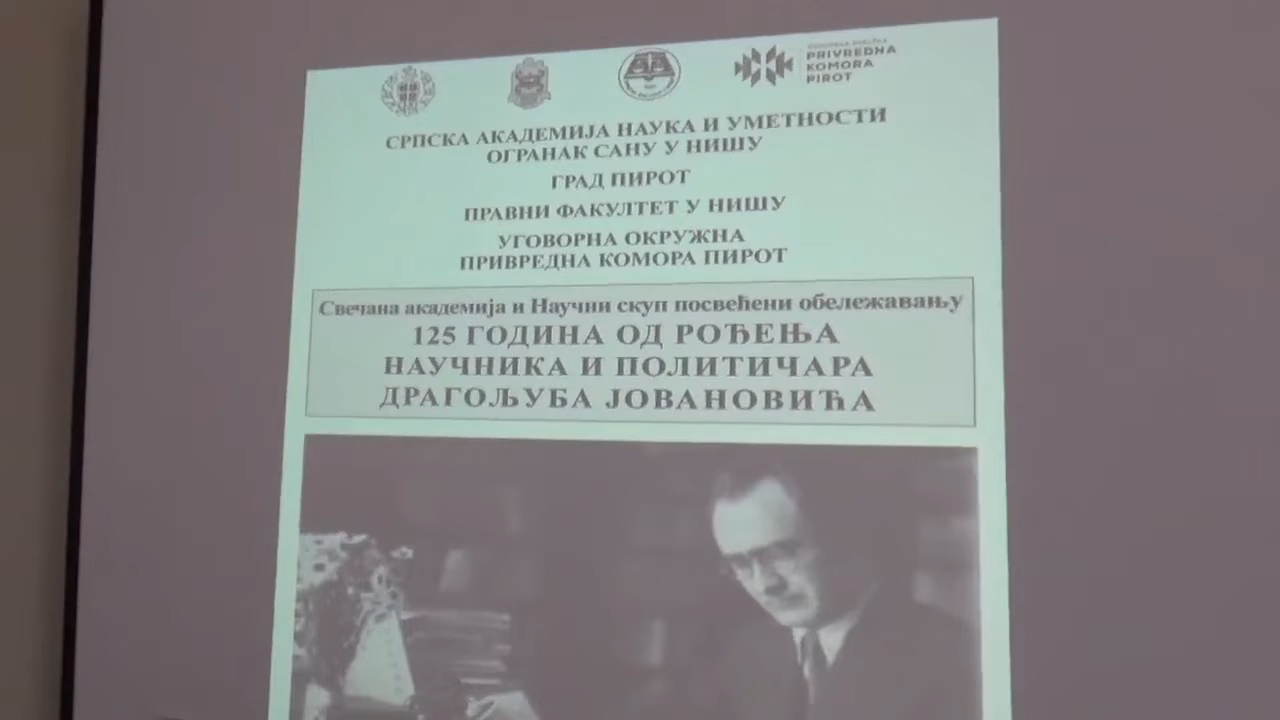 PRIVREDNA
KOMORA
PIROT
СРПСКА АКАДЕМИЈА НАУКА И УМЕТНОСТИ
ОГРАНАК САНУ У НИШУ
ГРАД ПИРОТ
ПРАВНИ ФАКУЛТЕТ У НИШУ
УГОВОРНА ОКРУЖНА
ПРИВРЕДНА КОМОРА ПИРОТ
Свечана академија и Научни скуп посвећени обележавању
125 ГОДИНА ОД РОЂЕЊА
НАУЧНИКА И ПОЛИТИЧАРА
ДРАГОЉУБА ЈОВАНОВИЋА